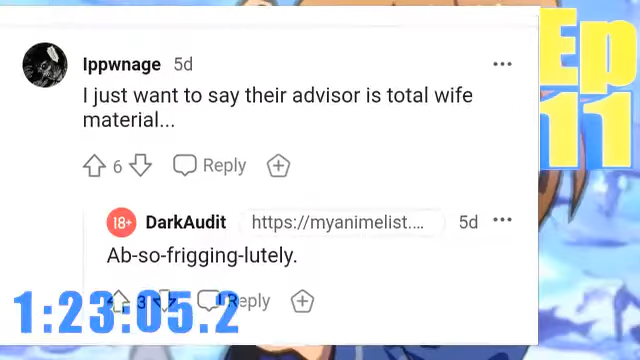 Ippwnage 5d
I just want to say their advisor is total wife
material...
6 Reply
18+ DarkAudit https://myanimelist.... 5d
Ab-so-frigging-lutely.
3 Reply
1:23:05.2
Ep
11